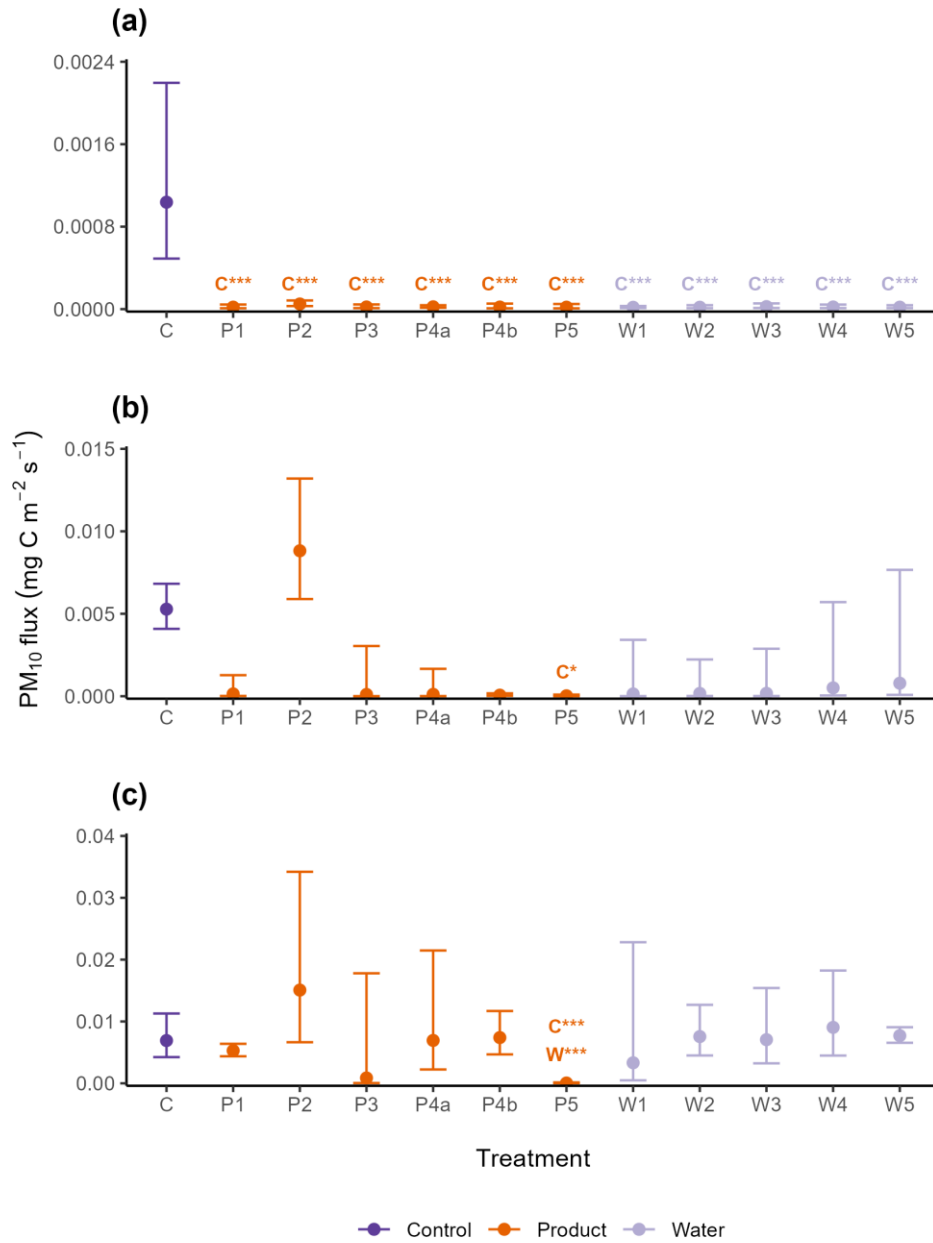 (a)
0.0024
0.0016
0.0008
0.0000
C*** C*** C*** C*** C*** C*** C*** C*** C*** C*** C***
C P1 P2 P3 P4a P4b P5 W1 W2 W3 W4 W5
PM₁₀ flux (mg C m⁻² s⁻¹)
(b)
0.015
0.010
0.005
0.000
C*
C P1 P2 P3 P4a P4b P5 W1 W2 W3 W4 W5
(c)
0.04
0.03
0.02
0.01
0.00
C***
W***
C P1 P2 P3 P4a P4b P5 W1 W2 W3 W4 W5
Treatment
Control Product Water